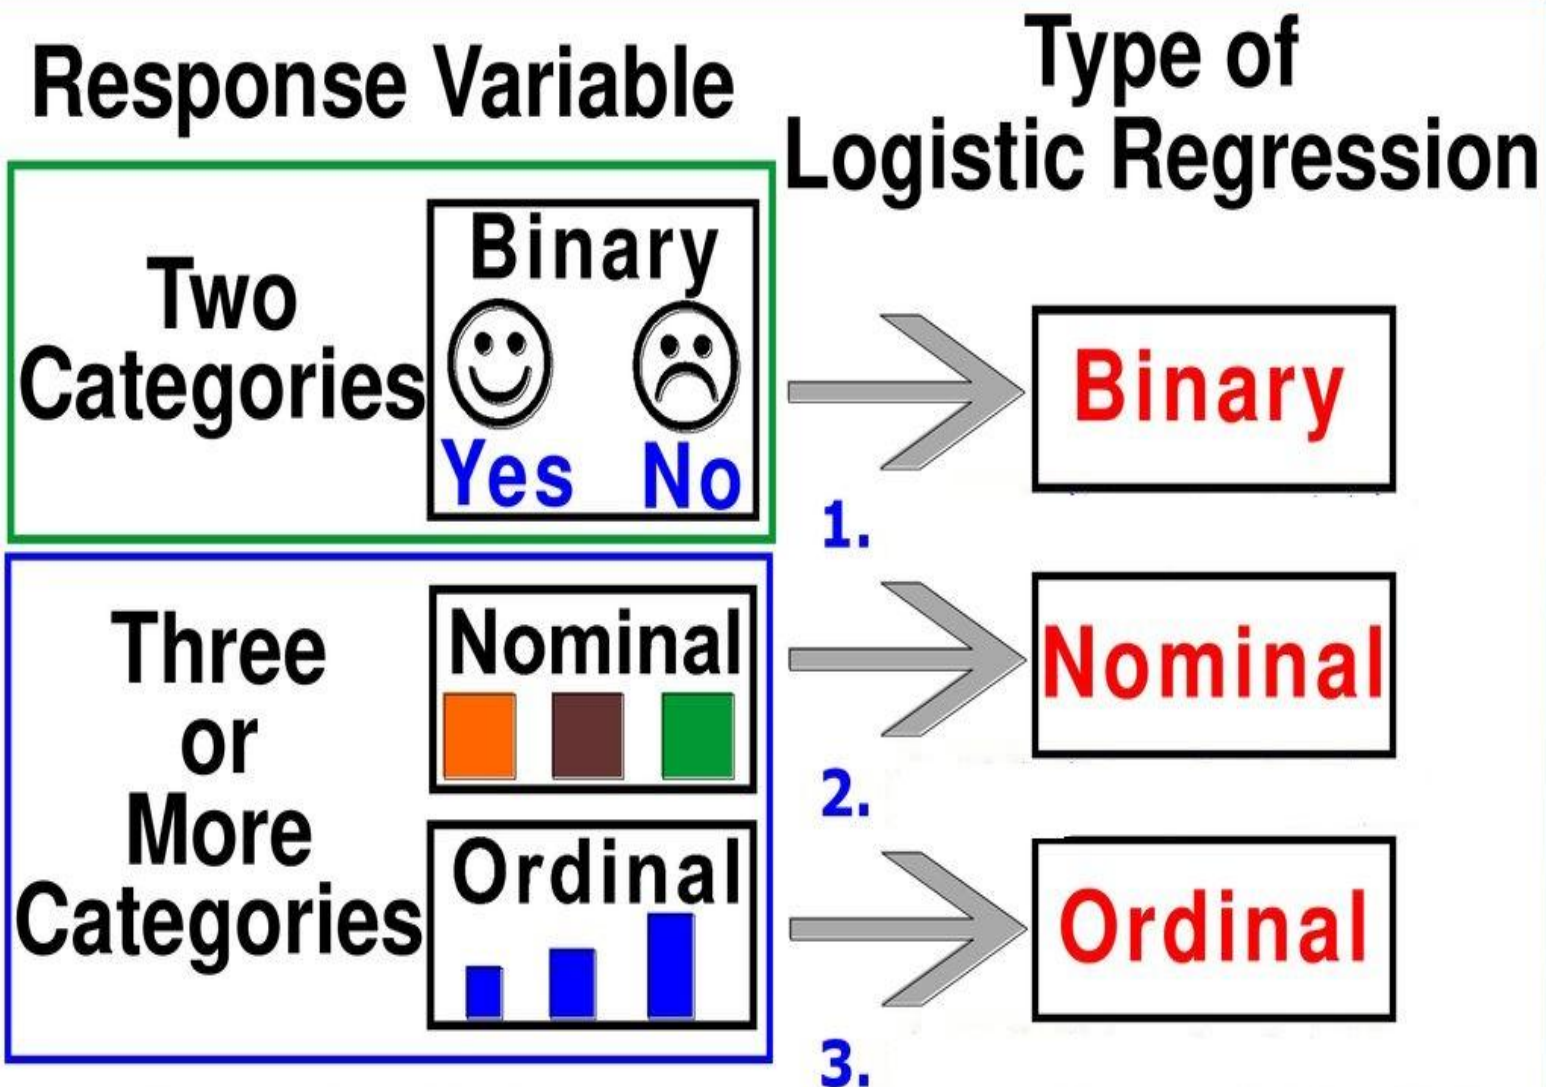 Response Variable
Type of
Logistic Regression
Two
Categories
Binary
Yes No
1.
Binary
Three
or
More
Categories
Nominal
2.
Nominal
Ordinal
3.
Ordinal